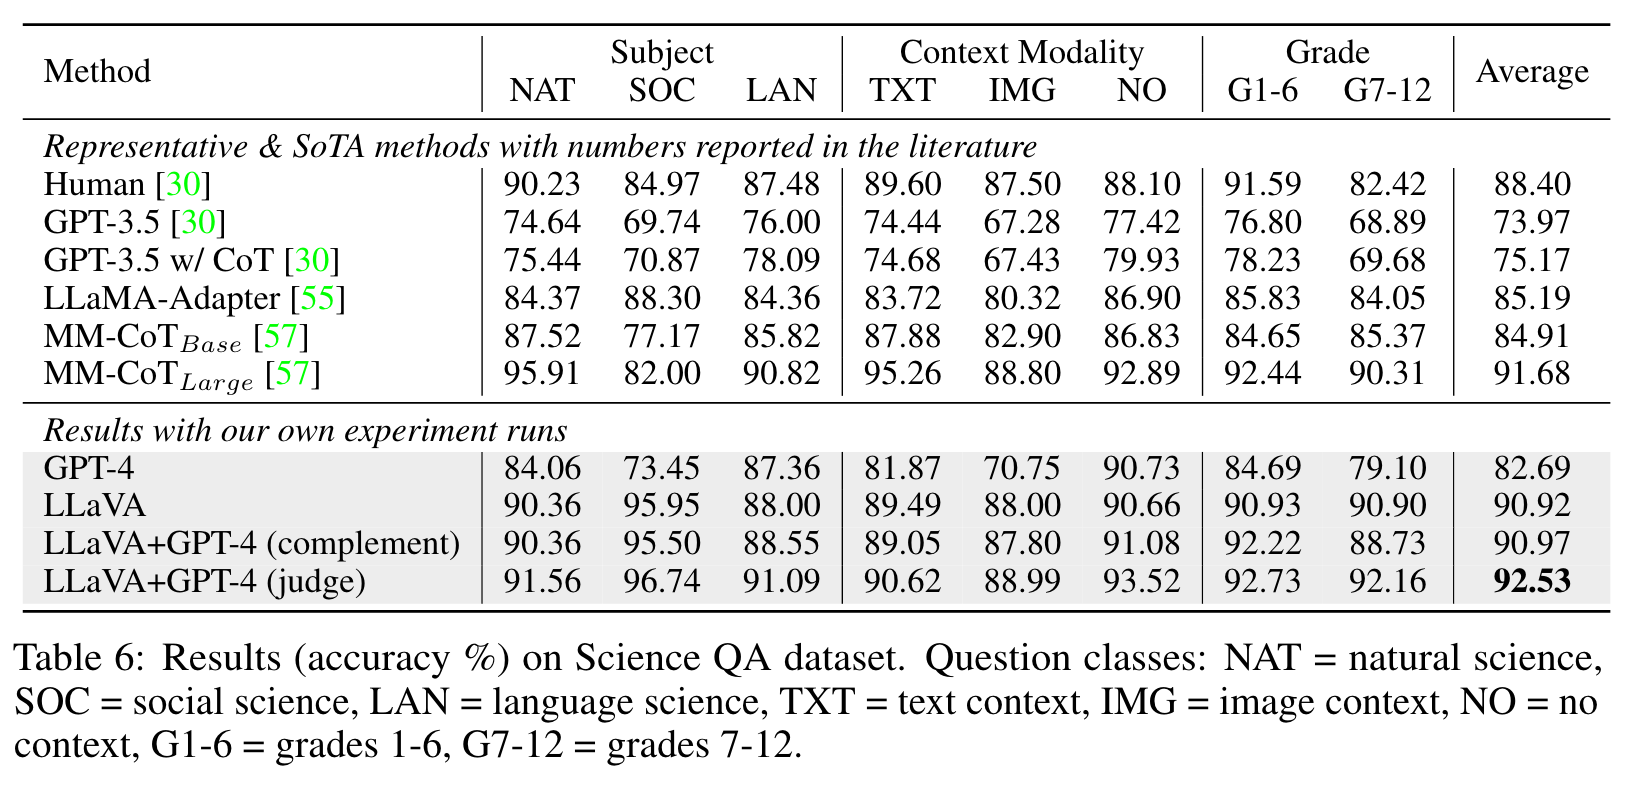 Method Subject Context Modality Grade Average
NAT SOC LAN TXT IMG NO G1-6 G7-12
Representative & SoTA methods with numbers reported in the literature
Human [30] 90.23 84.97 87.48 89.60 87.50 88.10 91.59 82.42 88.40
GPT-3.5 [30] 74.64 69.74 76.00 74.44 67.28 77.42 76.80 68.89 73.97
GPT-3.5 w/ CoT [30] 75.44 70.87 78.09 74.68 67.43 79.93 78.23 69.68 75.17
LLaMA-Adapter [55] 84.37 88.30 84.36 83.72 80.32 86.90 85.83 84.05 85.19
MM-CoT Base [57] 87.52 77.17 85.82 87.88 82.90 86.83 84.65 85.37 84.91
MM-CoT Large [57] 95.91 82.00 90.82 95.26 88.80 92.89 92.44 90.31 91.68
Results with our own experiment runs
GPT-4 84.06 73.45 87.36 81.87 70.75 90.73 84.69 79.10 82.69
LLaVA 90.36 95.95 88.00 89.49 88.00 90.66 90.93 90.90 90.92
LLaVA+GPT-4 (complement) 90.36 95.50 88.55 89.05 87.80 91.08 92.22 88.73 90.97
LLaVA+GPT-4 (judge) 91.56 96.74 91.09 90.62 88.99 93.52 92.73 92.16 92.53
Table 6: Results (accuracy %) on Science QA dataset. Question classes: NAT = natural science,
SOC = social science, LAN = language science, TXT = text context, IMG = image context, NO = no
context, G1-6 = grades 1-6, G7-12 = grades 7-12.